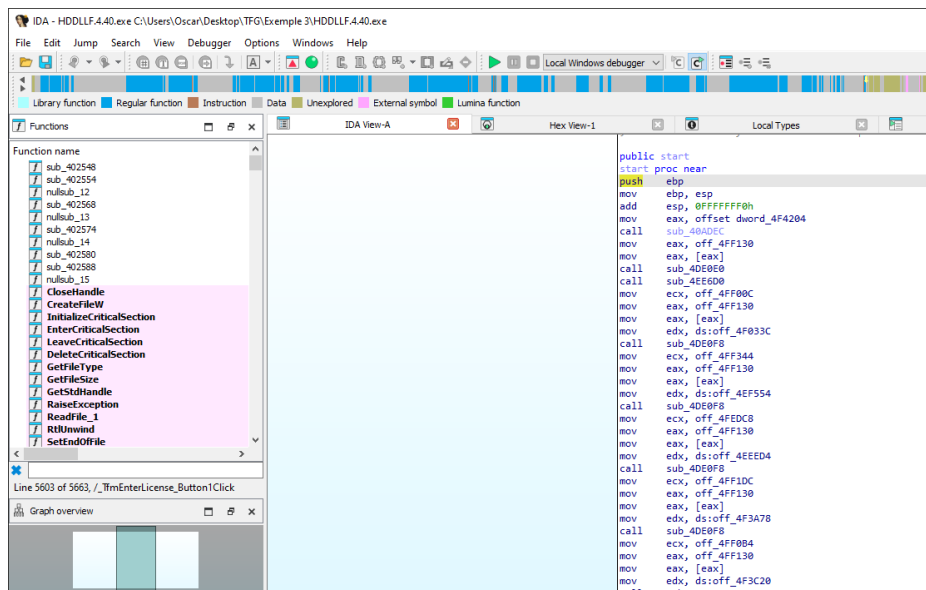 IDA - HDDLLF.4.40.exe C:\Users\Oscar\Desktop\TFG\Exemple 3\HDDLLF.4.40.exe
File Edit Jump Search View Debugger Options Windows Help
Local Windows debugger
Library function Regular function Instruction Data Unexplored External symbol Lumina function
Functions
IDA View-A
Hex View-1
Local Types
Function name
sub_402548
sub_402554
nullsub_12
sub_402568
nullsub_13
sub_402574
nullsub_14
sub_402580
sub_402588
nullsub_15
CloseHandle
CreateFileW
InitializeCriticalSection
EnterCriticalSection
LeaveCriticalSection
DeleteCriticalSection
GetFileType
GetFileSize
GetStdHandle
RaiseException
ReadFile_1
RtlUnwind
SetEndOfFile
Line 5603 of 5663, /_TfmEnterLicense_Button1Click
Graph overview
public start
start proc near
push ebp
mov ebp, esp
add esp, 0FFFFFFF0h
mov eax, offset dword_4F4204
call sub_40ADEC
mov eax, off_4FF130
mov eax, [eax]
call sub_4DE0E0
call sub_4EE6D0
mov ecx, off_4FF00C
mov eax, off_4FF130
mov eax, [eax]
mov edx, ds:off_4F033C
call sub_4DE0F8
mov ecx, off_4FF344
mov eax, off_4FF130
mov eax, [eax]
mov edx, ds:off_4EF554
call sub_4DE0F8
mov ecx, off_4FEDC8
mov eax, off_4FF130
mov eax, [eax]
mov edx, ds:off_4EEED4
call sub_4DE0F8
mov ecx, off_4FF1DC
mov eax, off_4FF130
mov eax, [eax]
mov edx, ds:off_4F3A78
call sub_4DE0F8
mov ecx, off_4FF0B4
mov eax, off_4FF130
mov eax, [eax]
mov edx, ds:off_4F3C20